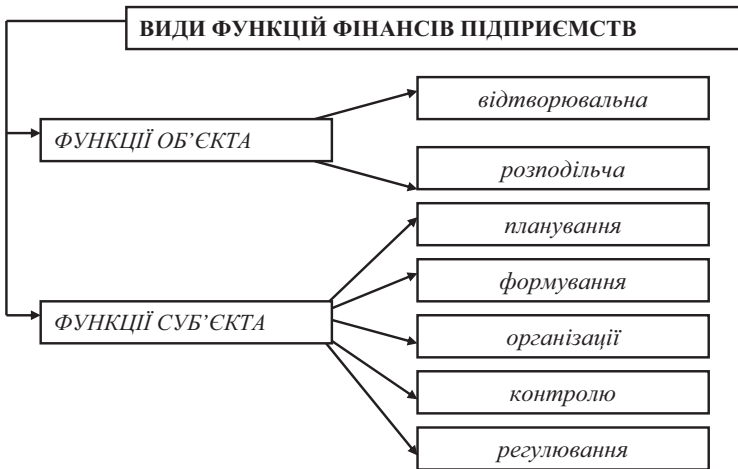 ВИДИ ФУНКЦІЙ ФІНАНСІВ ПІДПРИЄМСТВ
ФУНКЦІЇ ОБ’ЄКТА
відтворювальна
розподільча
ФУНКЦІЇ СУБ’ЄКТА
планування
формування
організації
контролю
регулювання